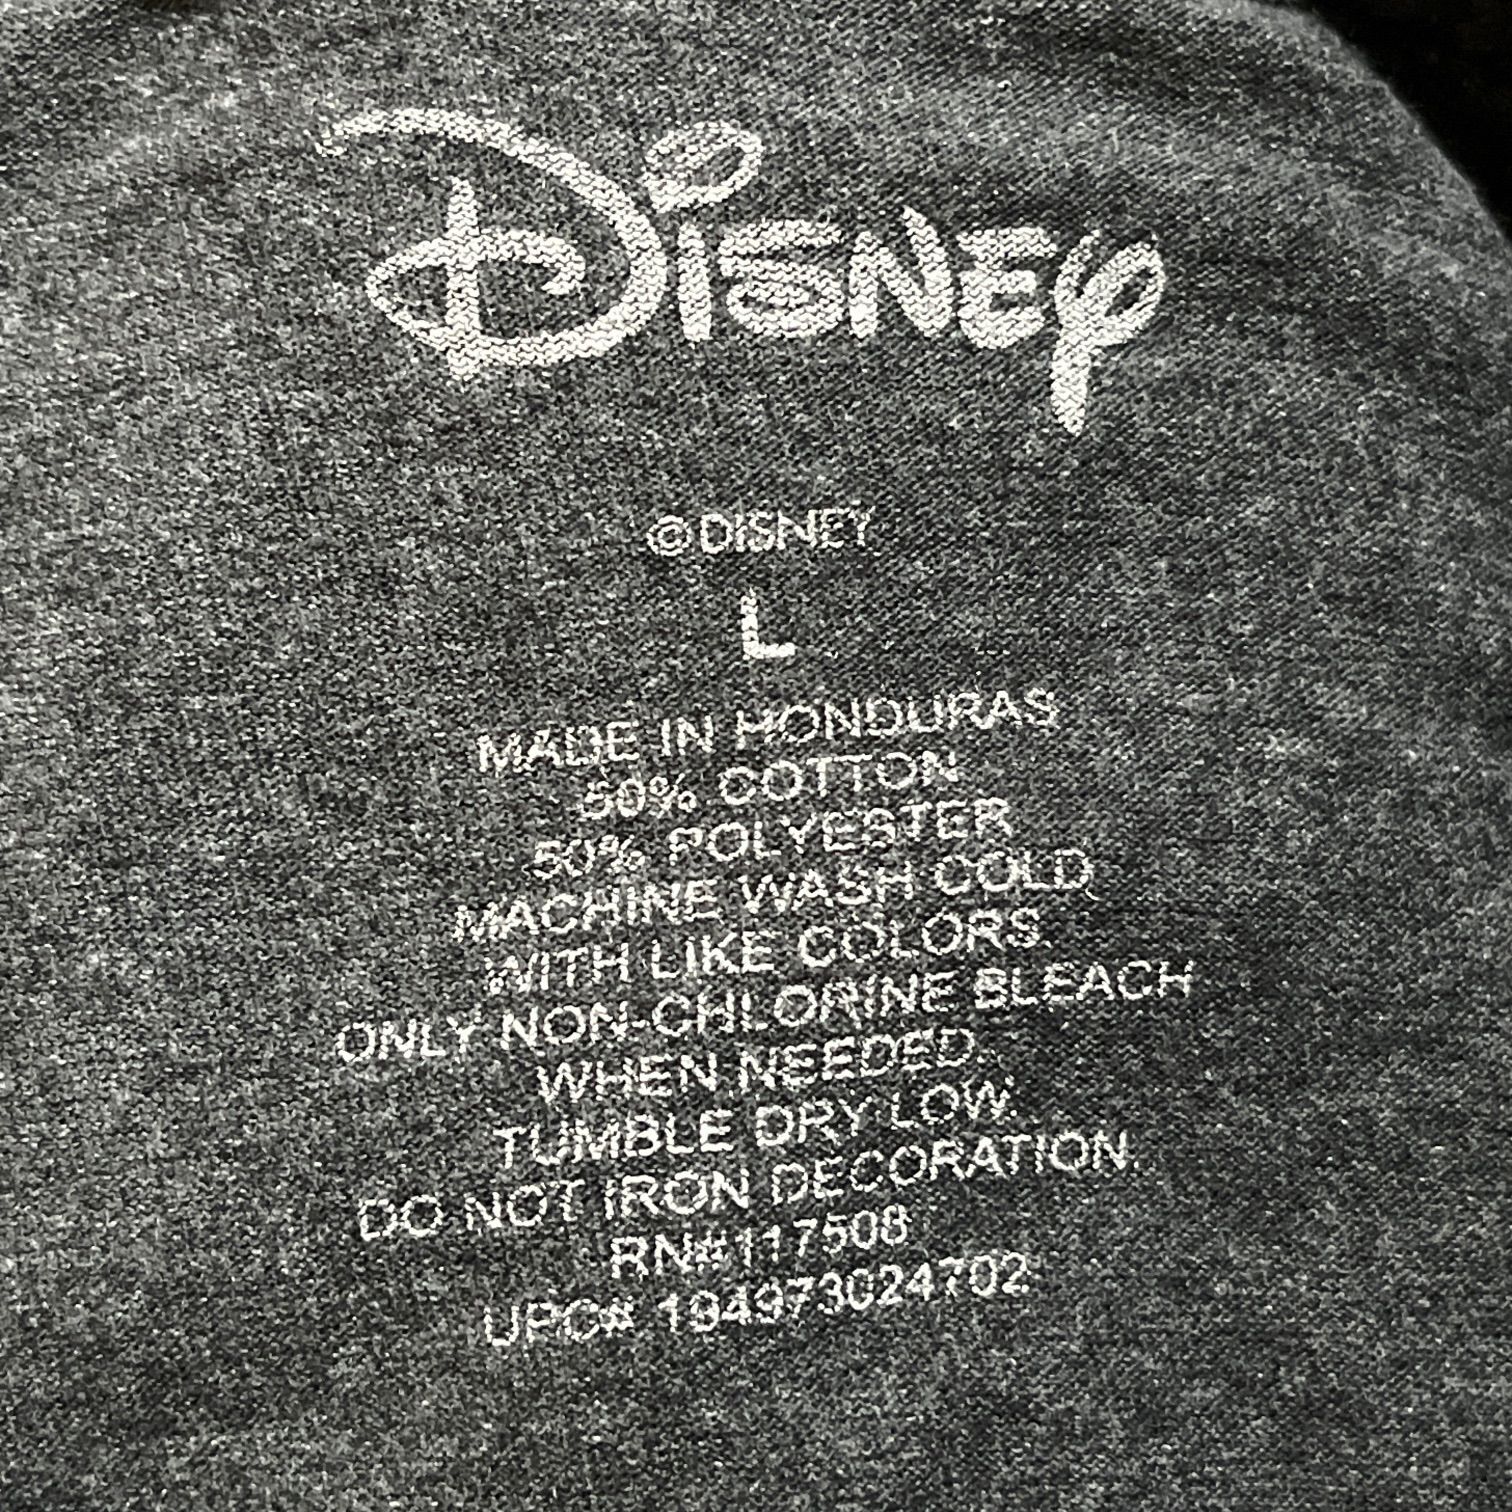 Disney
©DISNEY
L
MADE IN HONDURAS
50% COTTON
50% POLYESTER
MACHINE WASH COLD
WITH LIKE COLORS.
ONLY NON-CHLORINE BLEACH
WHEN NEEDED.
TUMBLE DRY LOW.
DO NOT IRON DECORATION.
RN#117508
UPC# 194973024702